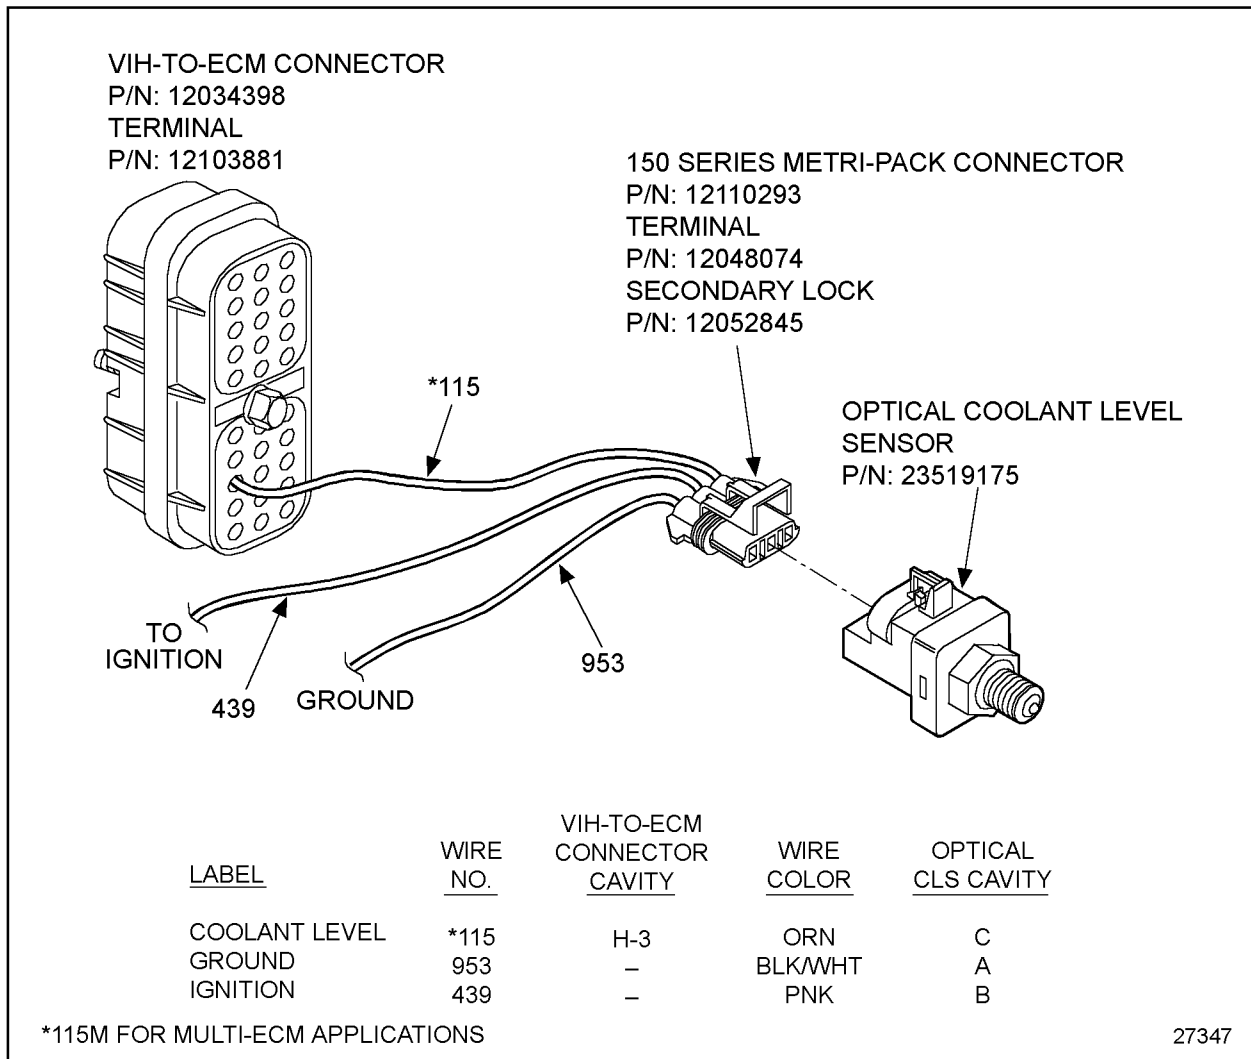 VIH-TO-ECM CONNECTOR
P/N: 12034398
TERMINAL
P/N: 12103881
150 SERIES METRI-PACK CONNECTOR
P/N: 12110293
TERMINAL
P/N: 12048074
SECONDARY LOCK
P/N: 12052845
*115
OPTICAL COOLANT LEVEL
SENSOR
P/N: 23519175
TO
IGNITION
439
GROUND
953
LABEL
WIRE
NO.
VIH-TO-ECM
CONNECTOR
CAVITY
WIRE
COLOR
OPTICAL
CLS CAVITY
COOLANT LEVEL *115 H-3 ORN C
GROUND 953 – BLK/WHT A
IGNITION 439 – PNK B
*115M FOR MULTI-ECM APPLICATIONS
27347